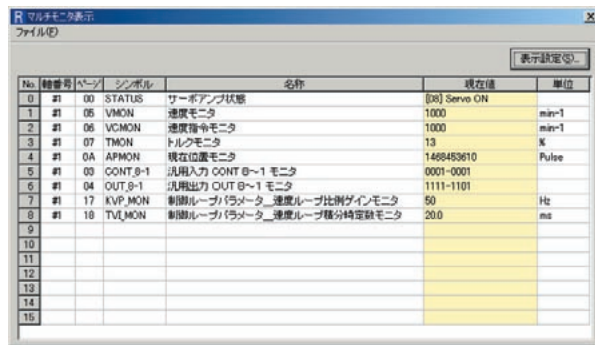 R マルチモニタ表示
ファイル(F)
表示設定(S)...
No. 軸番号 ページ シンボル 名称 現在値 単位
0 #1 00 STATUS サーボアンプ状態 [08] Servo ON
1 #1 05 VMON 速度モニタ 1000 min-1
2 #1 06 VCMON 速度指令モニタ 1000 min-1
3 #1 07 TMON トルクモニタ 13 %
4 #1 0A APMON 現在位置モニタ 1468453610 Pulse
5 #1 03 CONT_8-1 汎用入力 CONT 8～1 モニタ 0001-0001
6 #1 04 OUT_8-1 汎用出力 OUT 8～1 モニタ 1111-1101
7 #1 17 KVP_MON 制御ループパラメータ__速度ループ比例ゲインモニタ 50 Hz
8 #1 18 TVI_MON 制御ループパラメータ__速度ループ積分時定数モニタ 20.0 ms
9
10
11
12
13
14
15